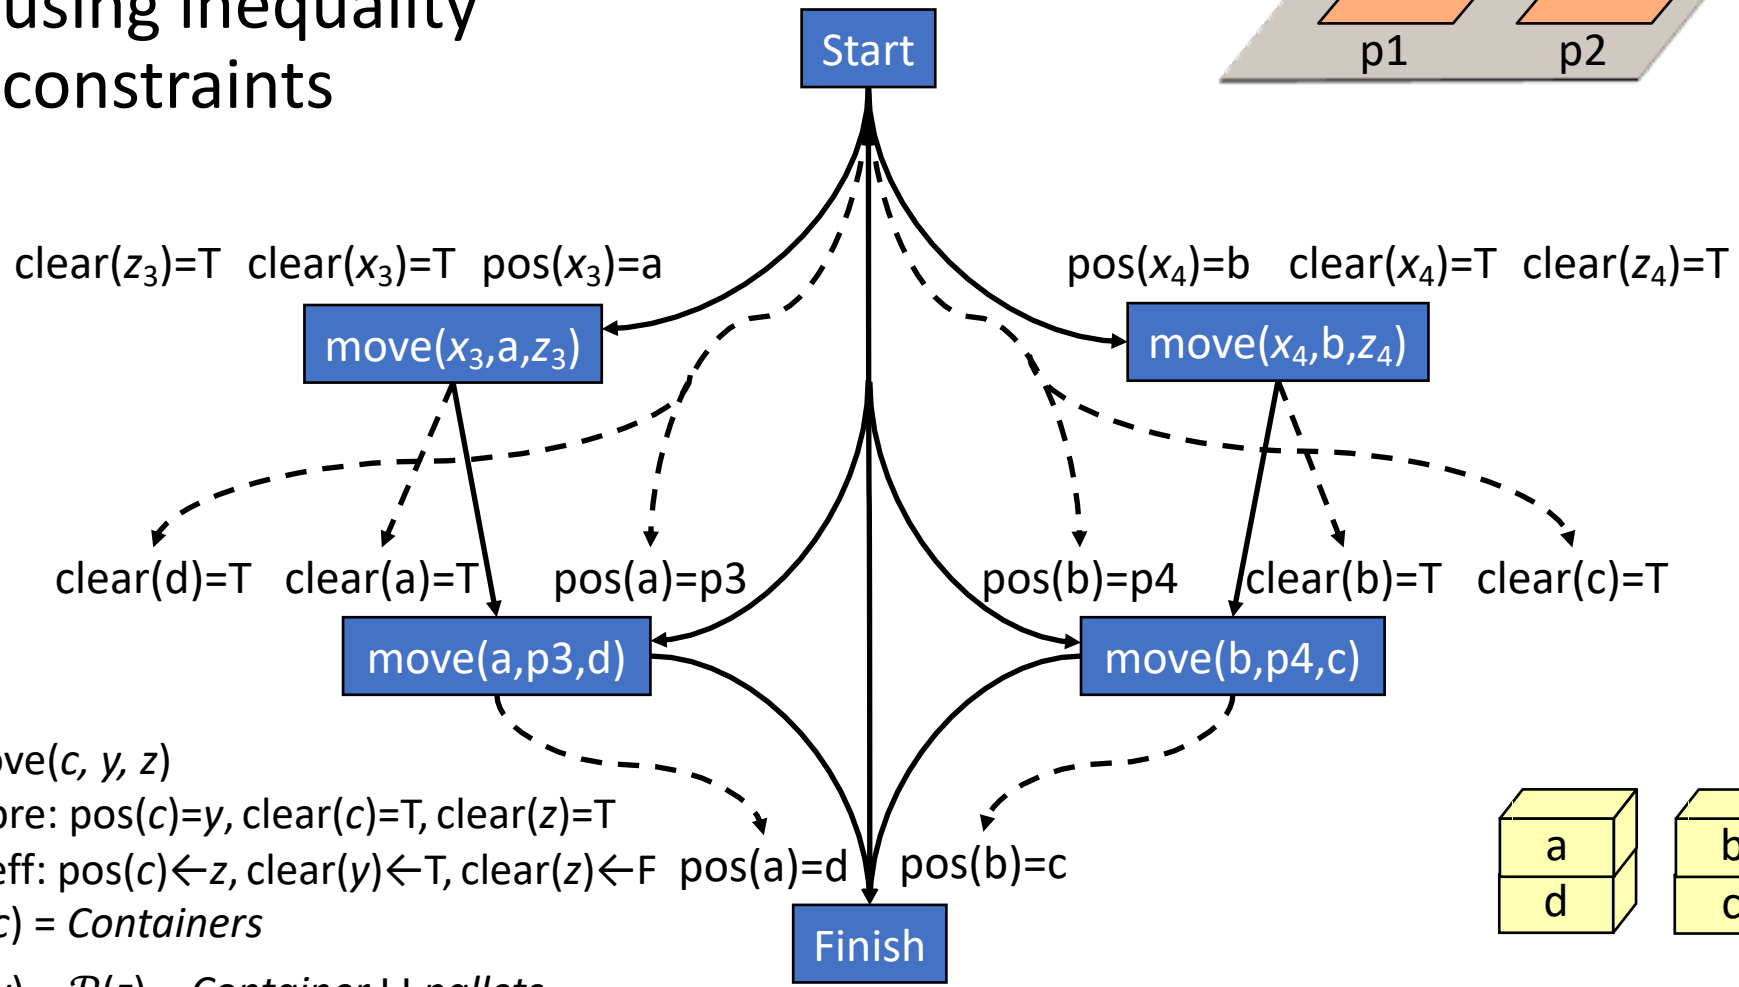 using inequality
constraints
Start
p1 p2
clear(z₃)=T clear(x₃)=T pos(x₃)=a
pos(x₄)=b clear(x₄)=T clear(z₄)=T
move(x₃,a,z₃)
move(x₄,b,z₄)
clear(d)=T clear(a)=T pos(a)=p3
pos(b)=p4 clear(b)=T clear(c)=T
move(a,p3,d)
move(b,p4,c)
ove(c, y, z)
pre: pos(c)=y, clear(c)=T, clear(z)=T
eff: pos(c)←z, clear(y)←T, clear(z)←F
pos(a)=d pos(b)=c
c) = Containers
Finish
a b
d c